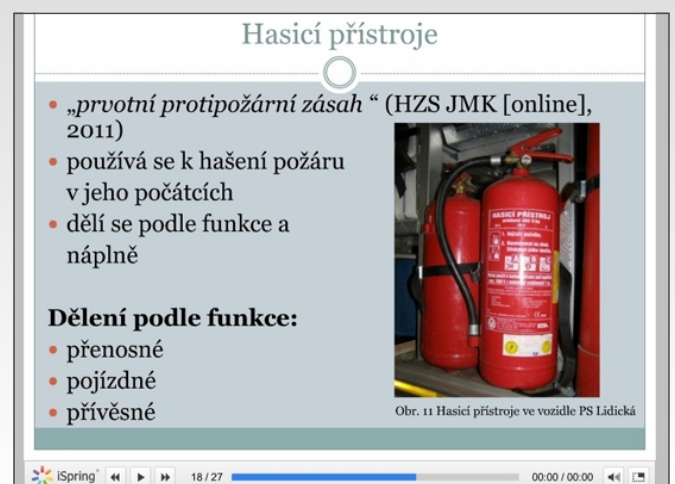 Hasicí přístroje
• „prvotní protipožární zásah “ (HZS JMK [online],
2011)
• používá se k hašení požáru
v jeho počátcích
• dělí se podle funkce a
náplně
HASICÍ PŘÍSTROJ
Dělení podle funkce:
• přenosné
• pojízdné
• přívěsné
Obr. 11 Hasicí přístroje ve vozidle PS Lidická
iSpring
18 / 27
00:00 / 00:00